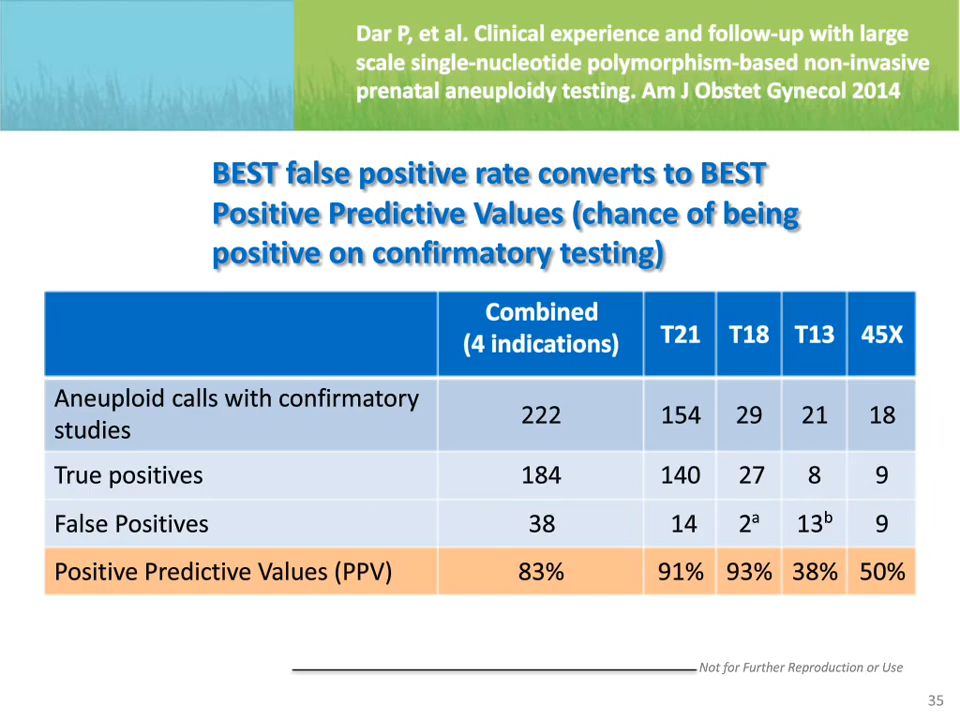 Dar P, et al. Clinical experience and follow-up with large
scale single-nucleotide polymorphism-based non-invasive
prenatal aneuploidy testing. Am J Obstet Gynecol 2014
BEST false positive rate converts to BEST
Positive Predictive Values (chance of being
positive on confirmatory testing)
Combined
(4 indications) T21 T18 T13 45X
Aneuploid calls with confirmatory
studies 222 154 29 21 18
True positives 184 140 27 8 9
False Positives 38 14 2ᵃ 13ᵇ 9
Positive Predictive Values (PPV) 83% 91% 93% 38% 50%
Not for Further Reproduction or Use
35